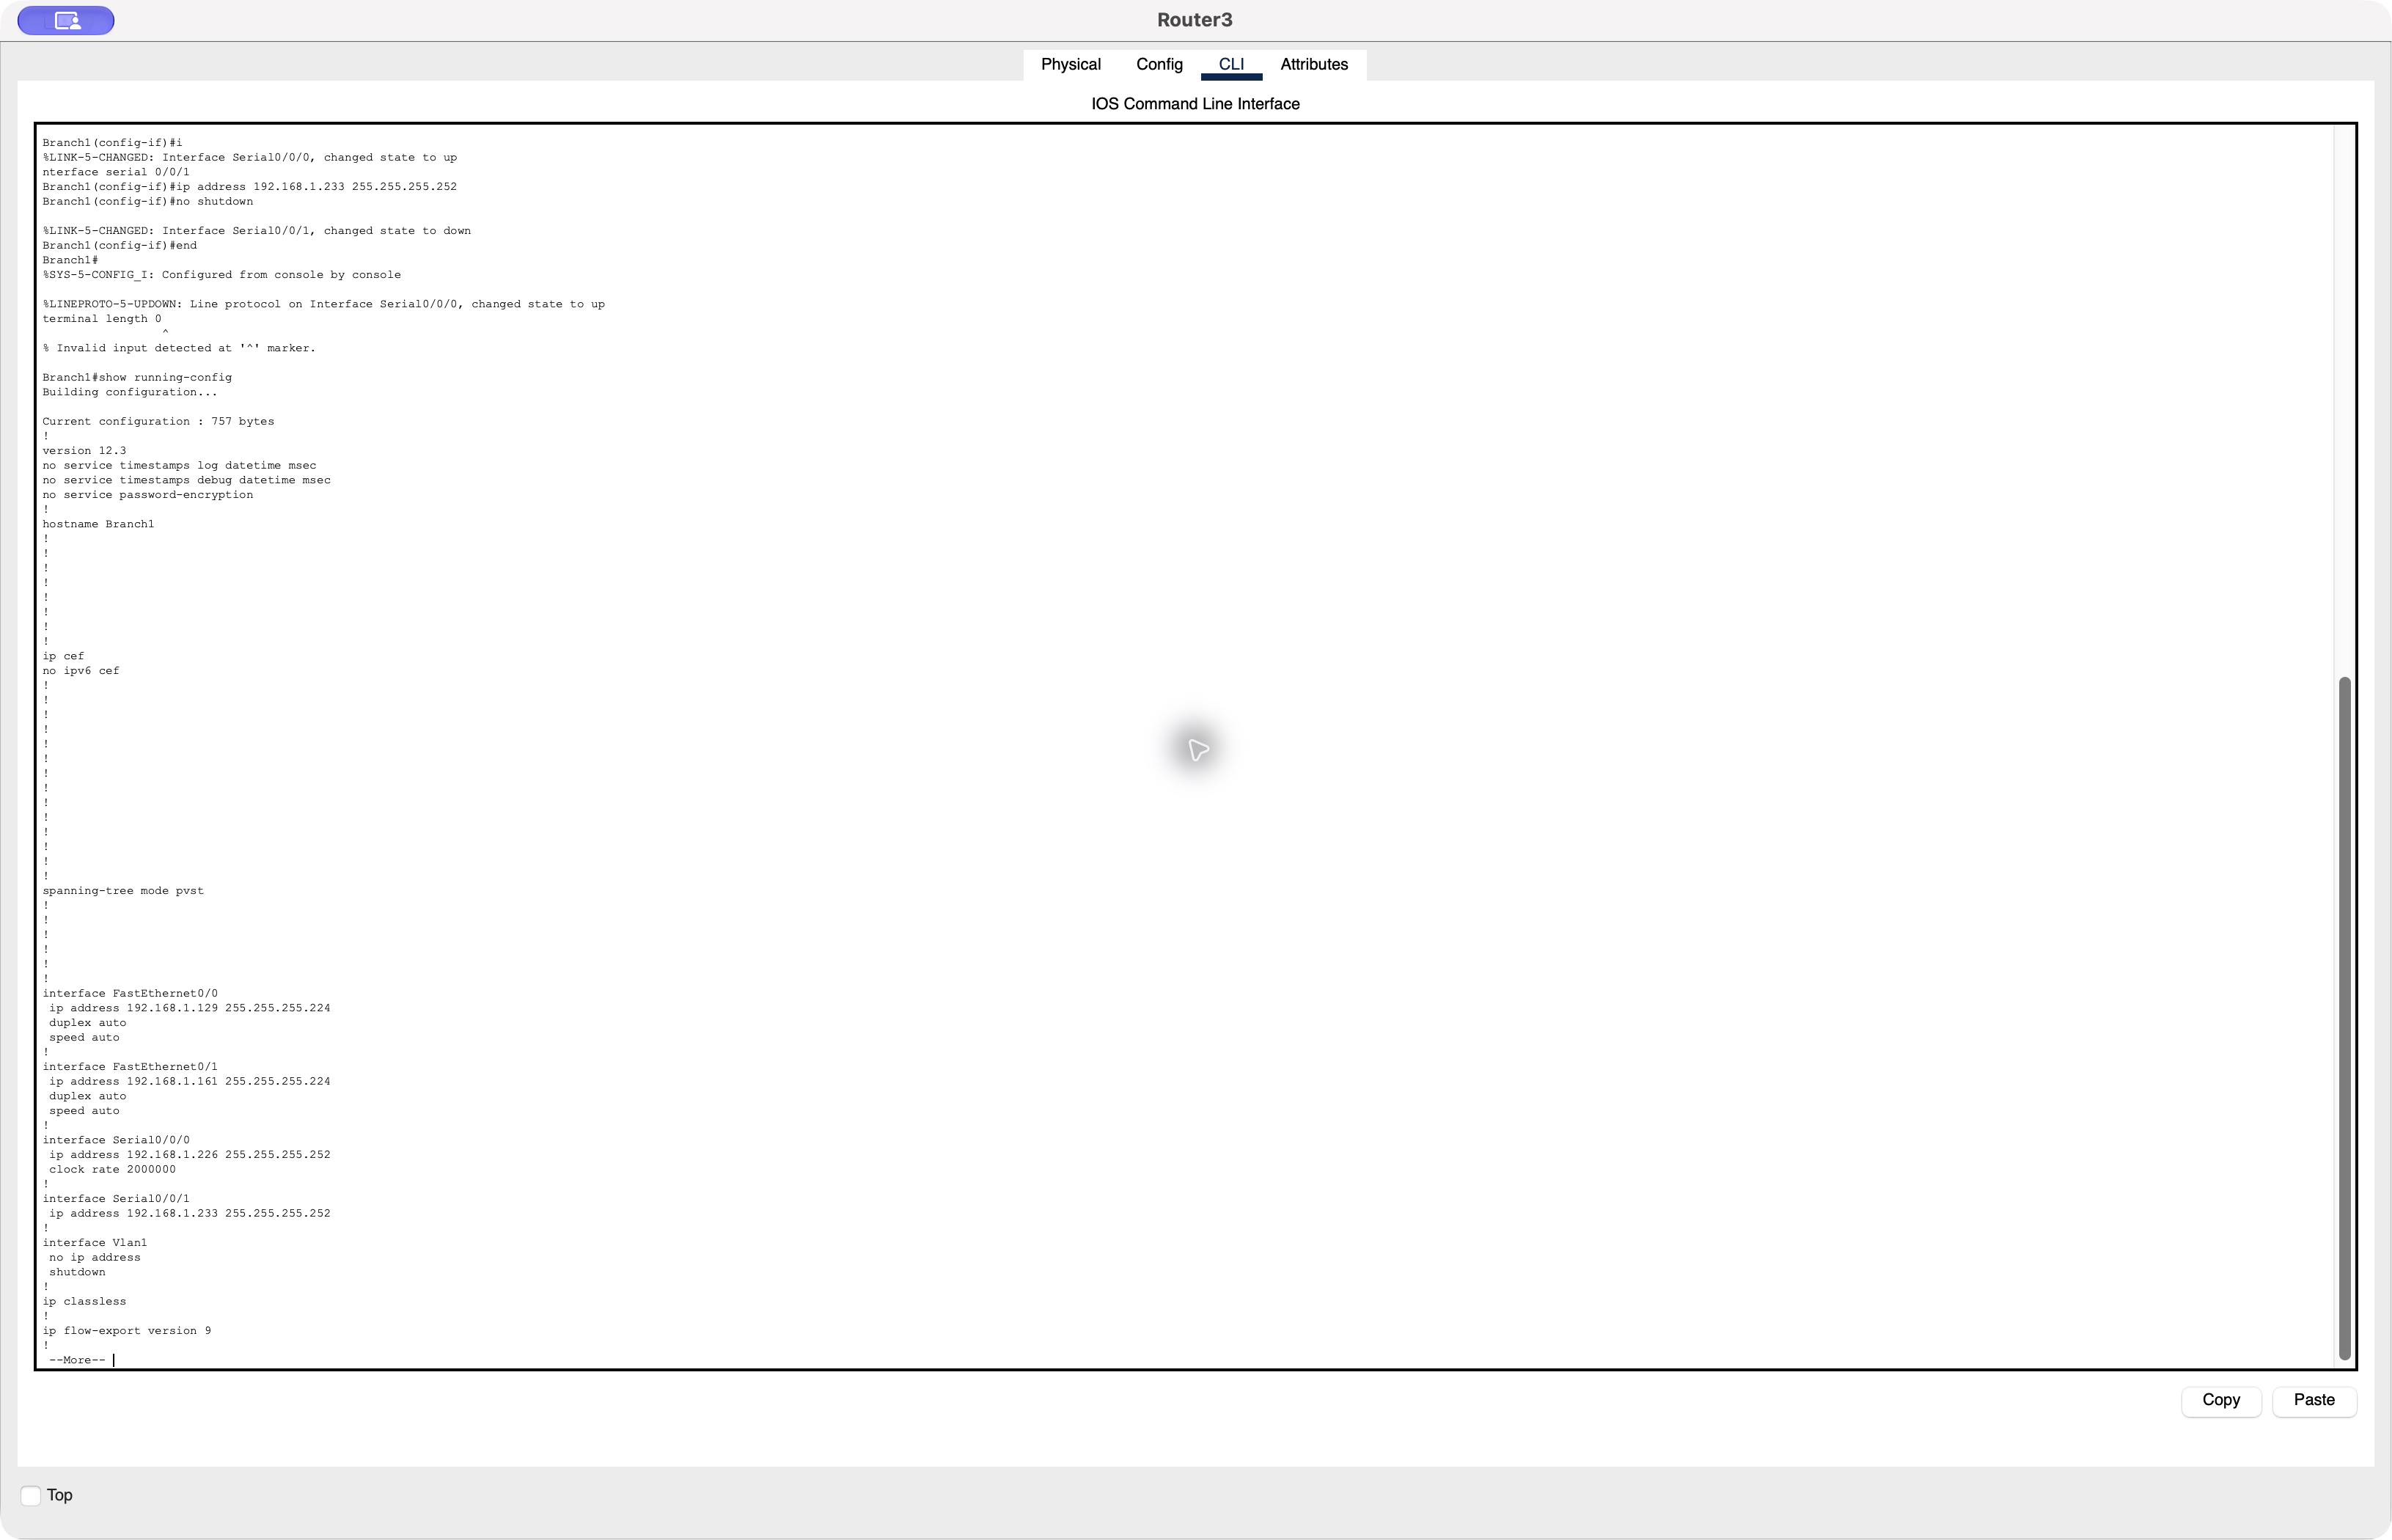 Router3
Physical Config CLI Attributes
IOS Command Line Interface
Branch1(config-if)#i
%LINK-5-CHANGED: Interface Serial0/0/0, changed state to up
nterface serial 0/0/1
Branch1(config-if)#ip address 192.168.1.233 255.255.255.252
Branch1(config-if)#no shutdown
%LINK-5-CHANGED: Interface Serial0/0/1, changed state to down
Branch1(config-if)#end
Branch1#
%SYS-5-CONFIG_I: Configured from console by console
%LINEPROTO-5-UPDOWN: Line protocol on Interface Serial0/0/0, changed state to up
terminal length 0
^
% Invalid input detected at '^' marker.
Branch1#show running-config
Building configuration...
Current configuration : 757 bytes
!
version 12.3
no service timestamps log datetime msec
no service timestamps debug datetime msec
no service password-encryption
!
hostname Branch1
!
!
!
!
!
!
!
!
ip cef
no ipv6 cef
!
!
!
!
!
!
!
!
!
!
!
!
!
!
spanning-tree mode pvst
!
!
!
!
!
!
interface FastEthernet0/0
ip address 192.168.1.129 255.255.255.224
duplex auto
speed auto
!
interface FastEthernet0/1
ip address 192.168.1.161 255.255.255.224
duplex auto
speed auto
!
interface Serial0/0/0
ip address 192.168.1.226 255.255.255.252
clock rate 2000000
!
interface Serial0/0/1
ip address 192.168.1.233 255.255.255.252
!
interface Vlan1
no ip address
shutdown
!
ip classless
!
ip flow-export version 9
!
--More--
Copy Paste
Top